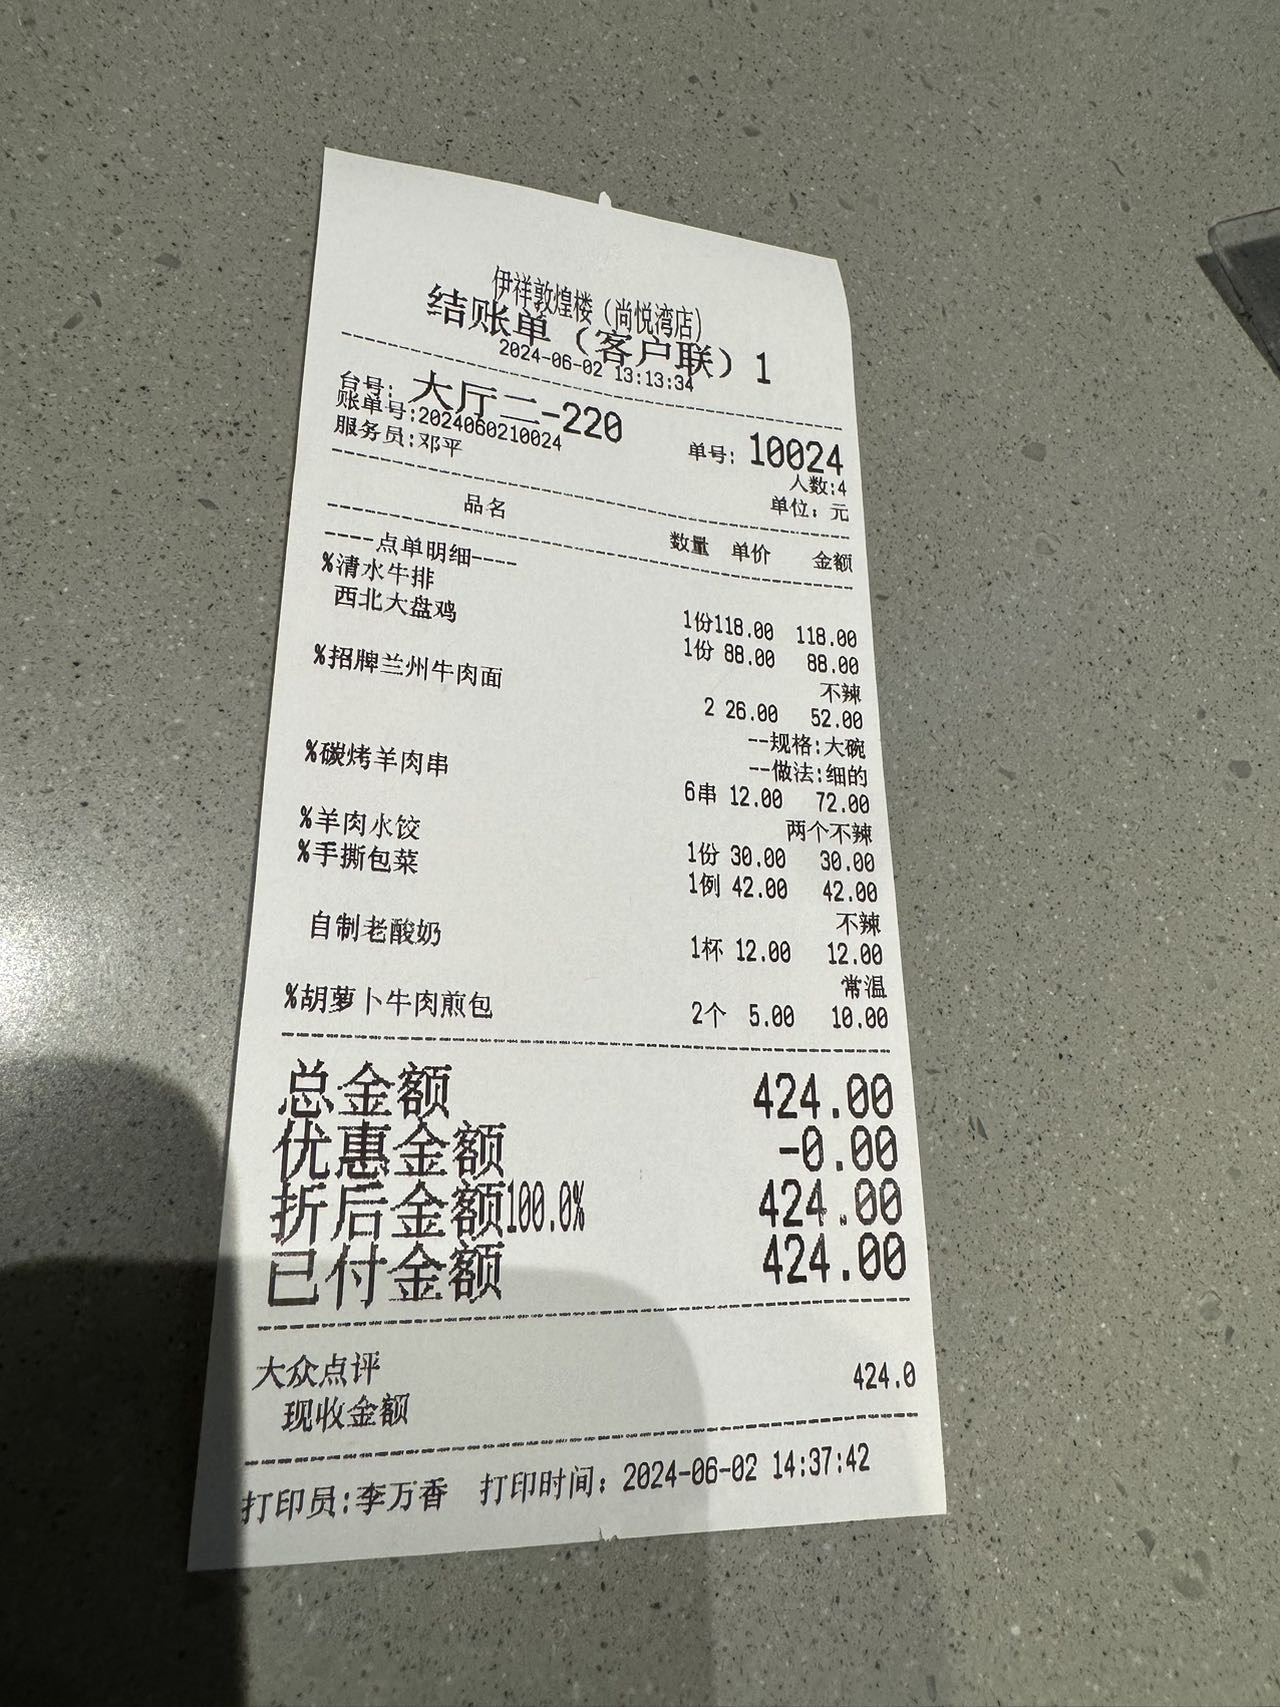 伊祥敦煌楼（尚悦湾店）
结账单（客户联）1
2024-06-02 13:13:34
台号: 大厅二-220 单号: 10024
账单号:2024060210024 人数:4
服务员:邓平 单位: 元
品名 数量 单价 金额
----点单明细----
%清水牛排 1份118.00 118.00
西北大盘鸡 1份 88.00 88.00
不辣
%招牌兰州牛肉面 2 26.00 52.00
--规格:大碗
--做法:细的
%碳烤羊肉串 6串 12.00 72.00
两个不辣
%羊肉水饺 1份 30.00 30.00
%手撕包菜 1例 42.00 42.00
不辣
自制老酸奶 1杯 12.00 12.00
常温
%胡萝卜牛肉煎包 2个 5.00 10.00
总金额 424.00
优惠金额 -0.00
折后金额100.0% 424.00
已付金额 424.00
大众点评 424.0
现收金额
打印员:李万香 打印时间: 2024-06-02 14:37:42